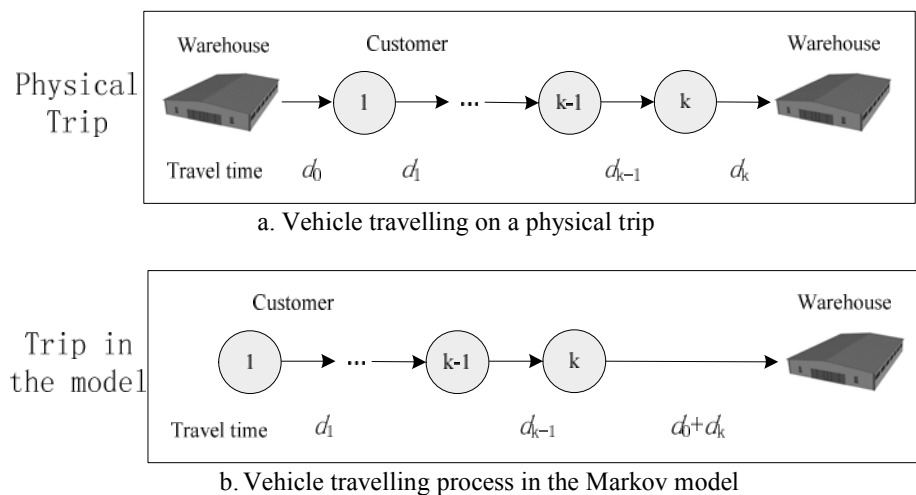 Physical
Trip
Warehouse
Customer
Warehouse
1
...
k-1
k
Travel time
d₀
d₁
dₖ₋₁
dₖ
a. Vehicle travelling on a physical trip
Trip in
the model
Customer
Warehouse
1
...
k-1
k
Travel time
d₁
dₖ₋₁
d₀+dₖ
b. Vehicle travelling process in the Markov model